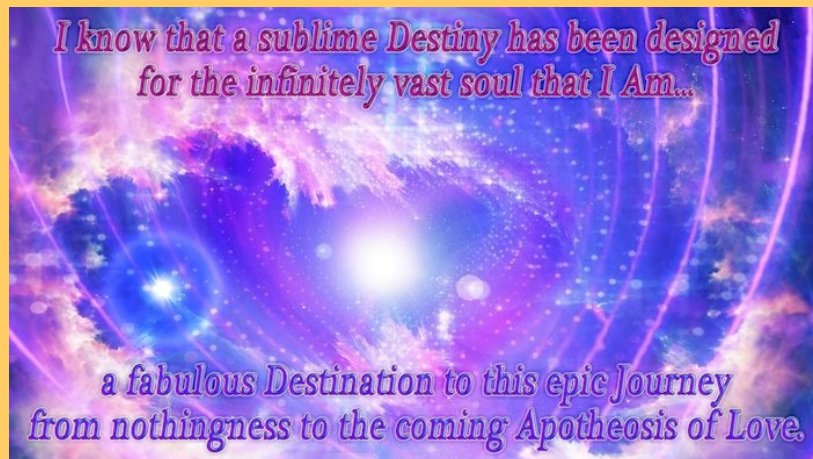 I know that a sublime Destiny has been designed
for the infinitely vast soul that I Am...
a fabulous Destination to this epic Journey
from nothingness to the coming Apotheosis of Love.